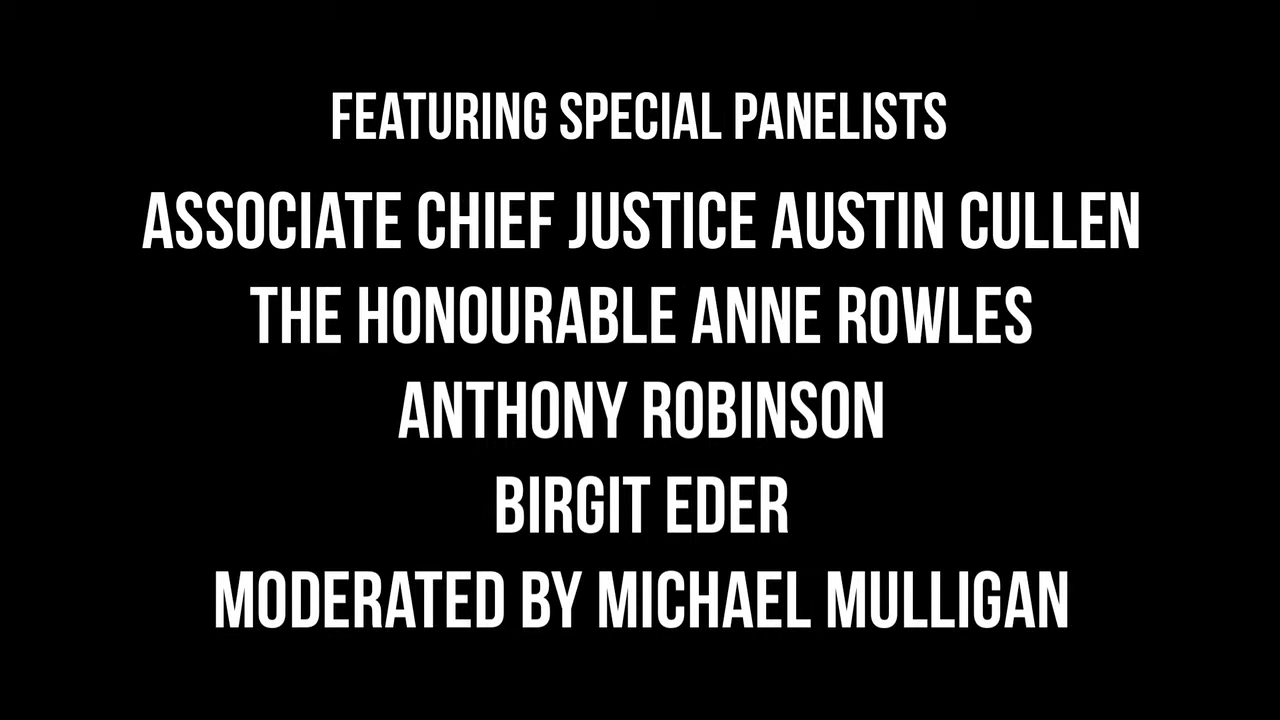 FEATURING SPECIAL PANELISTS
ASSOCIATE CHIEF JUSTICE AUSTIN CULLEN
THE HONOURABLE ANNE ROWLES
ANTHONY ROBINSON
BIRGIT EDER
MODERATED BY MICHAEL MULLIGAN